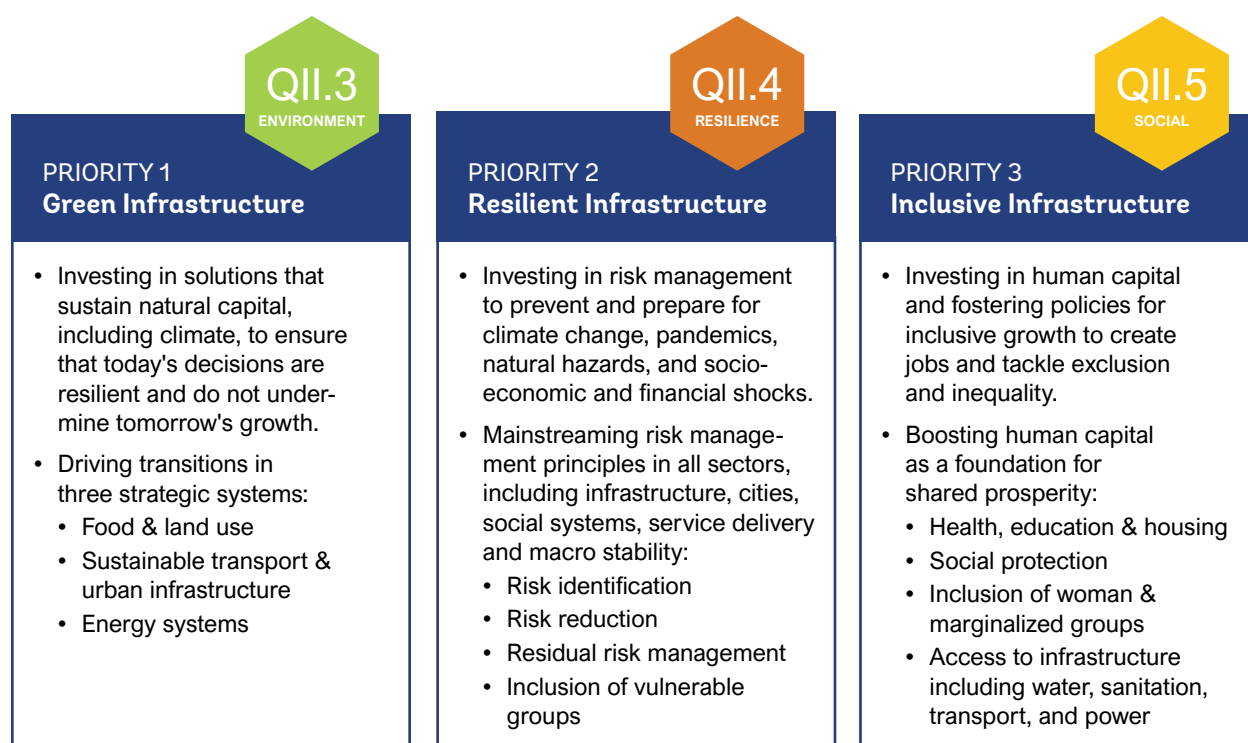 QII.3
ENVIRONMENT
PRIORITY 1
Green Infrastructure
• Investing in solutions that
sustain natural capital,
including climate, to ensure
that today's decisions are
resilient and do not under-
mine tomorrow's growth.
• Driving transitions in
three strategic systems:
• Food & land use
• Sustainable transport &
urban infrastructure
• Energy systems
QII.4
RESILIENCE
PRIORITY 2
Resilient Infrastructure
• Investing in risk management
to prevent and prepare for
climate change, pandemics,
natural hazards, and socio-
economic and financial shocks.
• Mainstreaming risk manage-
ment principles in all sectors,
including infrastructure, cities,
social systems, service delivery
and macro stability:
• Risk identification
• Risk reduction
• Residual risk management
• Inclusion of vulnerable
groups
QII.5
SOCIAL
PRIORITY 3
Inclusive Infrastructure
• Investing in human capital
and fostering policies for
inclusive growth to create
jobs and tackle exclusion
and inequality.
• Boosting human capital
as a foundation for
shared prosperity:
• Health, education & housing
• Social protection
• Inclusion of woman &
marginalized groups
• Access to infrastructure
including water, sanitation,
transport, and power